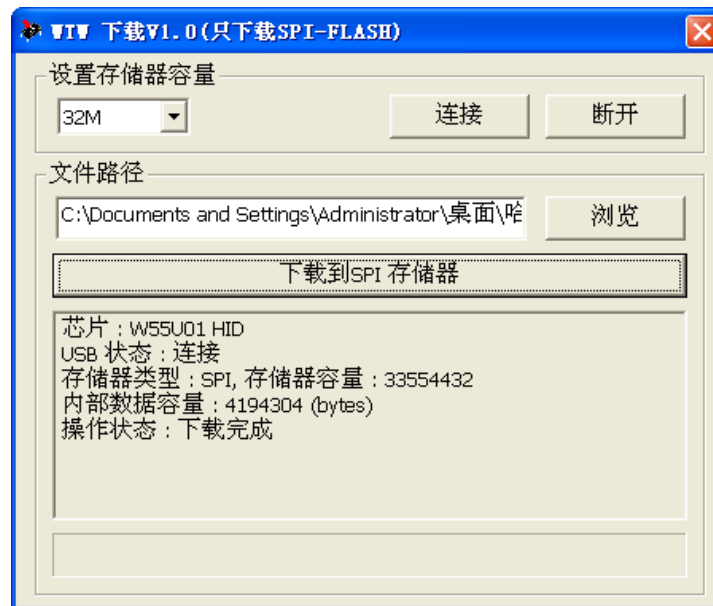 WTW 下载V1.0(只下载SPI-FLASH)
设置存储器容量
32M
连接
断开
文件路径
C:\Documents and Settings\Administrator\桌面\哈
浏览
下载到SPI 存储器
芯片：W55U01 HID
USB 状态：连接
存储器类型：SPI, 存储器容量：33554432
内部数据容量：4194304 (bytes)
操作状态：下载完成